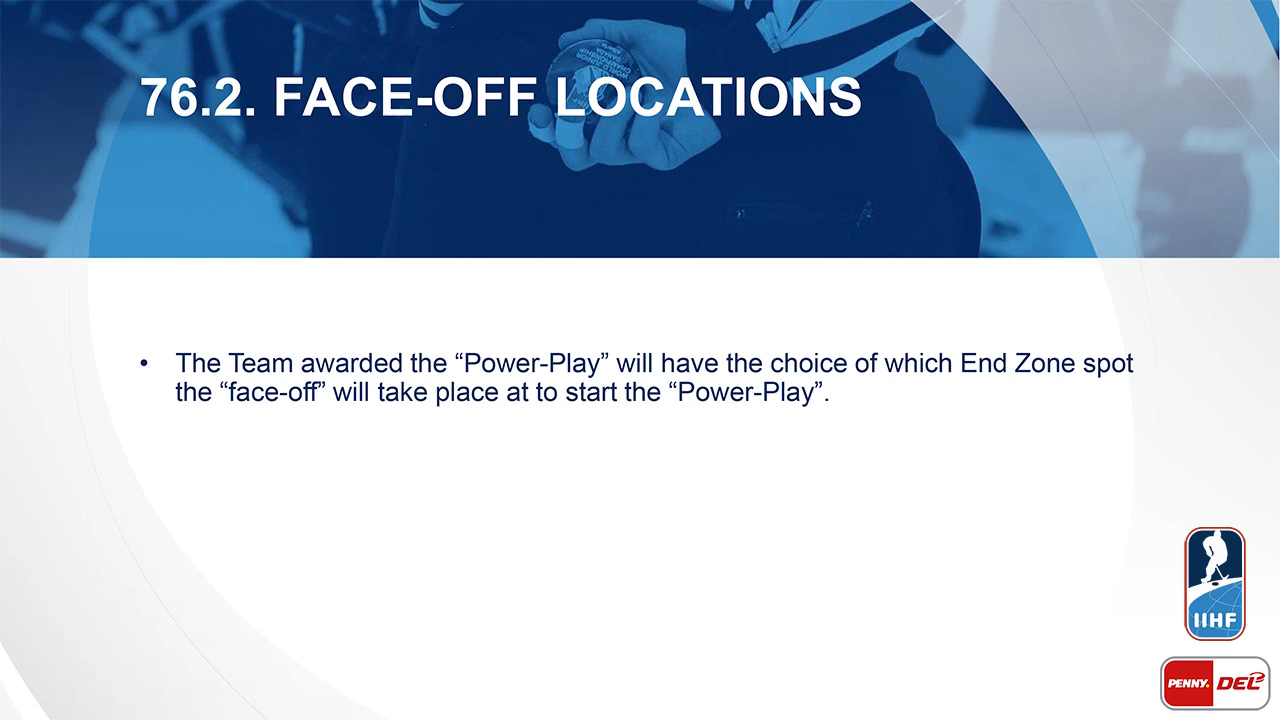 76.2. FACE-OFF LOCATIONS
• The Team awarded the “Power-Play” will have the choice of which End Zone spot
the “face-off” will take place at to start the “Power-Play”.
IIHF
PENNY. DEL